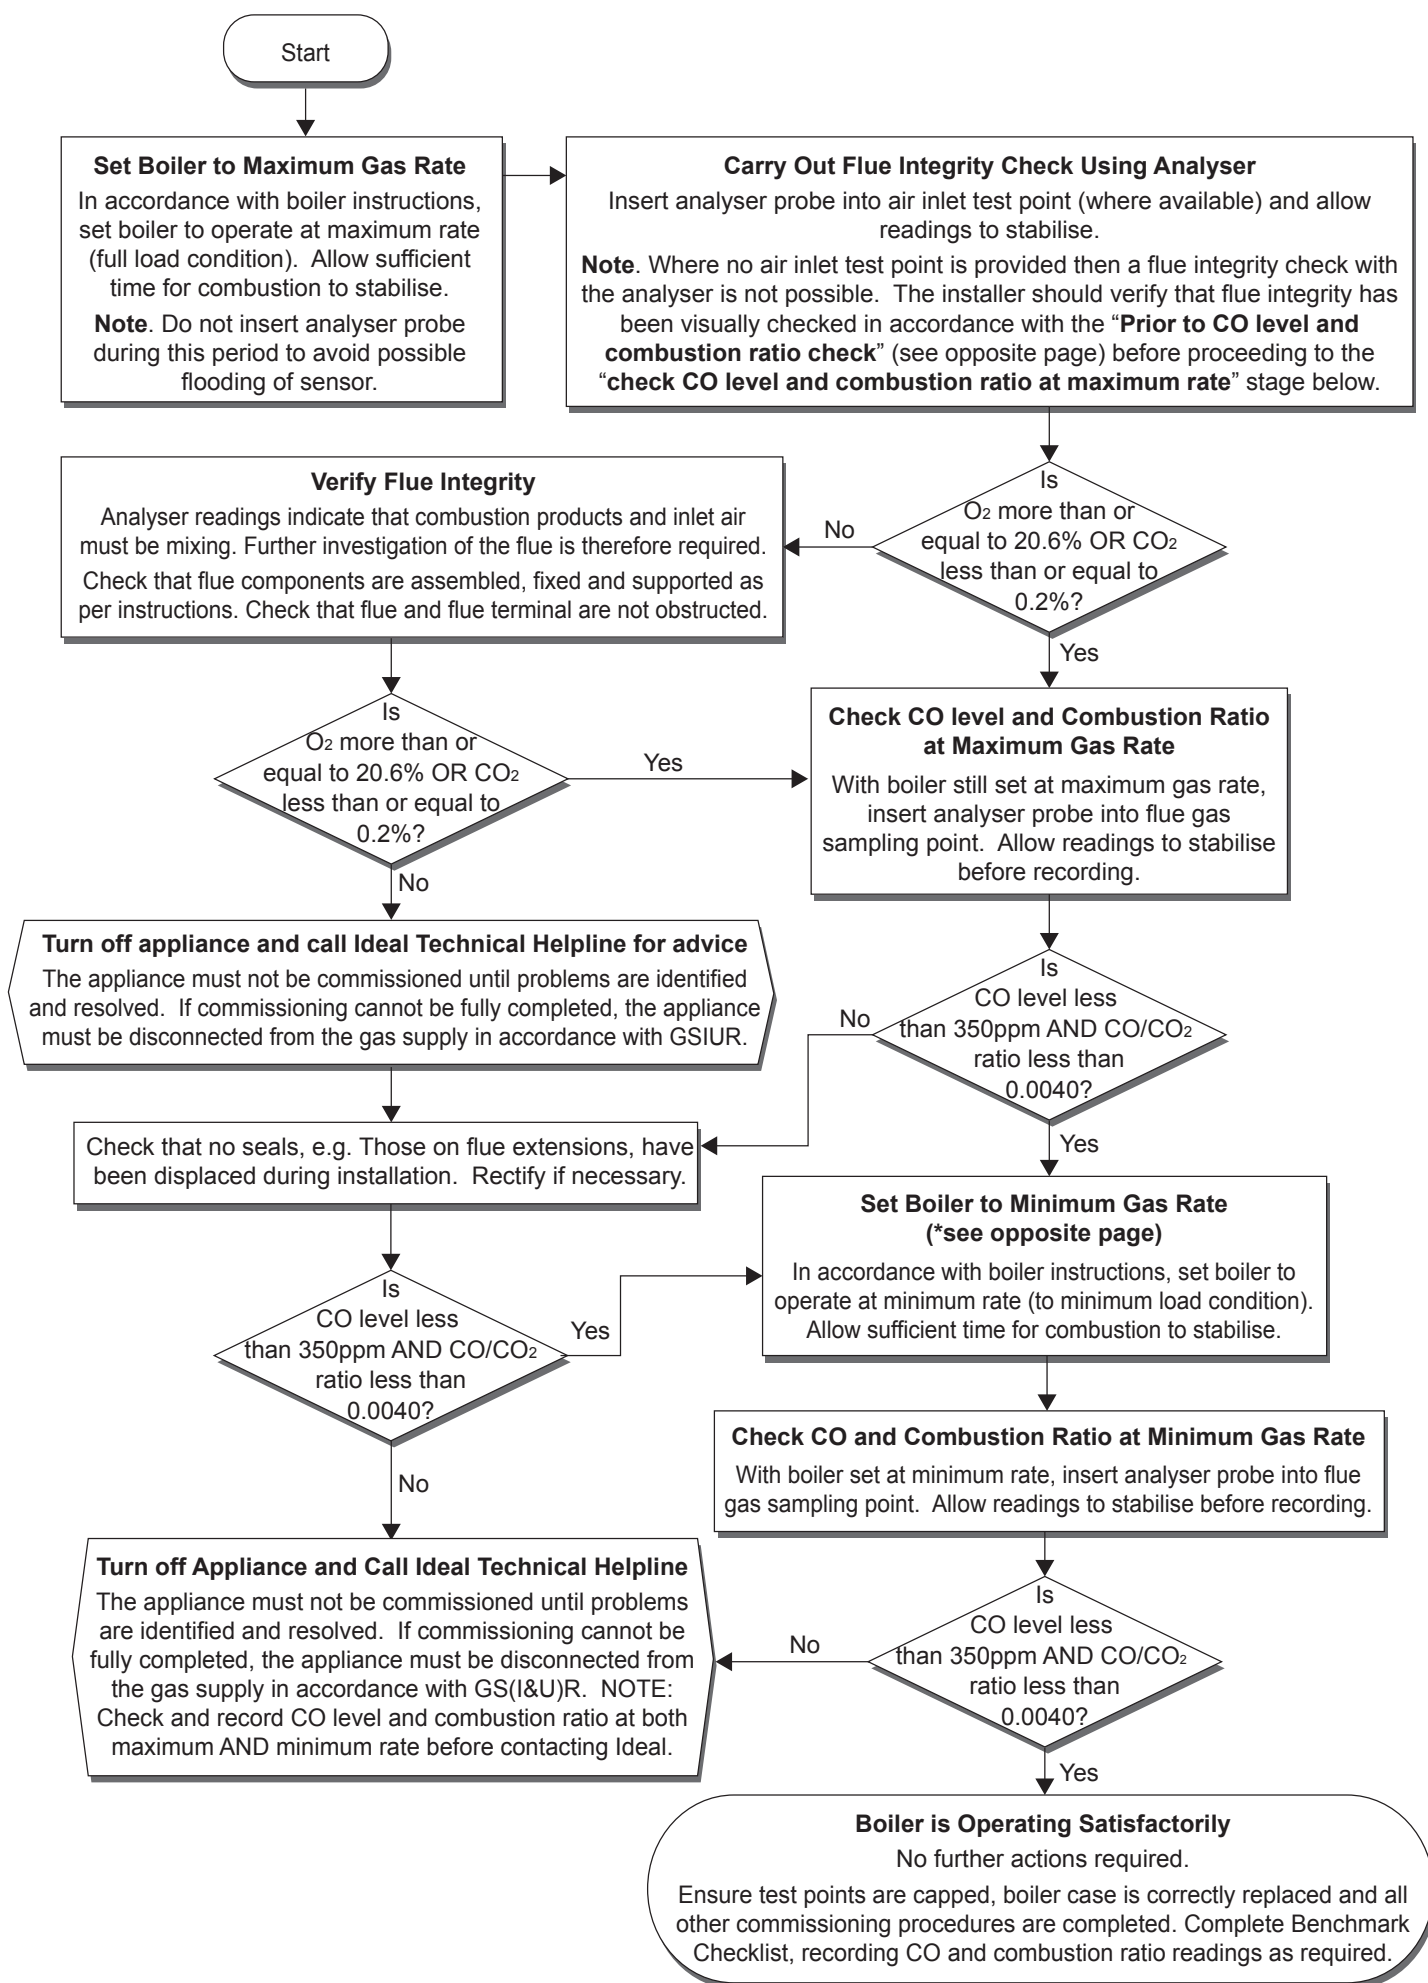 Start
Set Boiler to Maximum Gas Rate
In accordance with boiler instructions,
set boiler to operate at maximum rate
(full load condition).  Allow sufficient
time for combustion to stabilise.
Note. Do not insert analyser probe
during this period to avoid possible
flooding of sensor.
Carry Out Flue Integrity Check Using Analyser
Insert analyser probe into air inlet test point (where available) and allow
readings to stabilise.
Note. Where no air inlet test point is provided then a flue integrity check with
the analyser is not possible.  The installer should verify that flue integrity has
been visually checked in accordance with the “Prior to CO level and
combustion ratio check” (see opposite page) before proceeding to the
“check CO level and combustion ratio at maximum rate” stage below.
Is
O2 more than or
equal to 20.6% OR CO2
less than or equal to
0.2%?
No
Yes
Verify Flue Integrity
Analyser readings indicate that combustion products and inlet air
must be mixing. Further investigation of the flue is therefore required.
Check that flue components are assembled, fixed and supported as
per instructions. Check that flue and flue terminal are not obstructed.
Is
O2 more than or
equal to 20.6% OR CO2
less than or equal to
0.2%?
Yes
No
Check CO level and Combustion Ratio
at Maximum Gas Rate
With boiler still set at maximum gas rate,
insert analyser probe into flue gas
sampling point.  Allow readings to stabilise
before recording.
Turn off appliance and call Ideal Technical Helpline for advice
The appliance must not be commissioned until problems are identified
and resolved.  If commissioning cannot be fully completed, the appliance
must be disconnected from the gas supply in accordance with GSIUR.
Is
CO level less
than 350ppm AND CO/CO2
ratio less than
0.0040?
No
Yes
Check that no seals, e.g. Those on flue extensions, have
been displaced during installation.  Rectify if necessary.
Set Boiler to Minimum Gas Rate
(*see opposite page)
In accordance with boiler instructions, set boiler to
operate at minimum rate (to minimum load condition).
Allow sufficient time for combustion to stabilise.
Is
CO level less
than 350ppm AND CO/CO2
ratio less than
0.0040?
Yes
No
Check CO and Combustion Ratio at Minimum Gas Rate
With boiler set at minimum rate, insert analyser probe into flue
gas sampling point.  Allow readings to stabilise before recording.
Turn off Appliance and Call Ideal Technical Helpline
The appliance must not be commissioned until problems
are identified and resolved.  If commissioning cannot be
fully completed, the appliance must be disconnected from
the gas supply in accordance with GS(I&U)R.  NOTE:
Check and record CO level and combustion ratio at both
maximum AND minimum rate before contacting Ideal.
Is
CO level less
than 350ppm AND CO/CO2
ratio less than
0.0040?
No
Yes
Boiler is Operating Satisfactorily
No further actions required.
Ensure test points are capped, boiler case is correctly replaced and all
other commissioning procedures are completed. Complete Benchmark
Checklist, recording CO and combustion ratio readings as required.